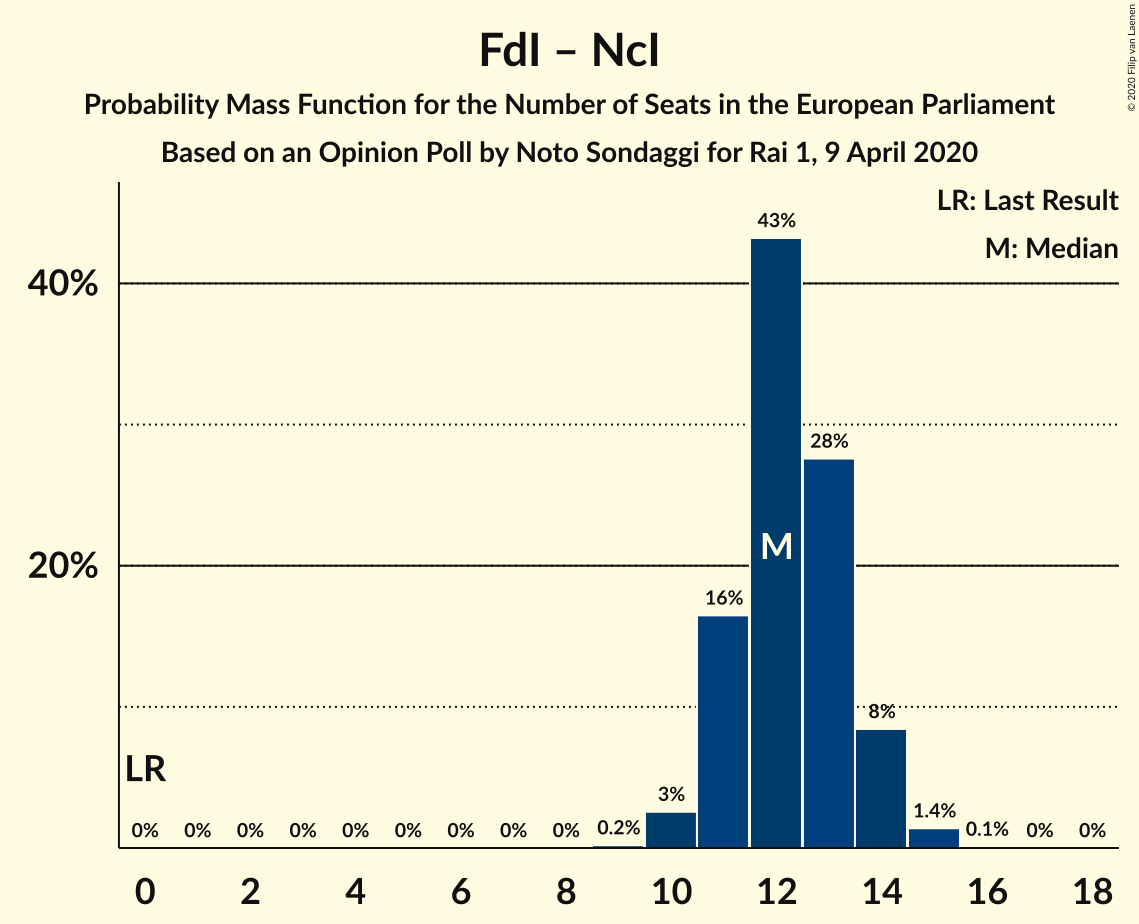 FdI – NcI
Probability Mass Function for the Number of Seats in the European Parliament
Based on an Opinion Poll by Noto Sondaggi for Rai 1, 9 April 2020
© 2020 Filip van Laenen
LR: Last Result
M: Median
40%
20%
LR
M
0%
0%
0%
0%
0%
0%
0%
0%
0%
0.2%
3%
16%
43%
28%
8%
1.4%
0.1%
0%
0%
0 2 4 6 8 10 12 14 16 18